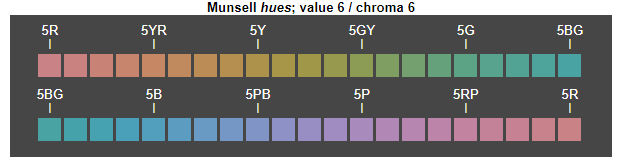 Munsell hues; value 6 / chroma 6
5R 5YR 5Y 5GY 5G 5BG
5BG 5B 5PB 5P 5RP 5R